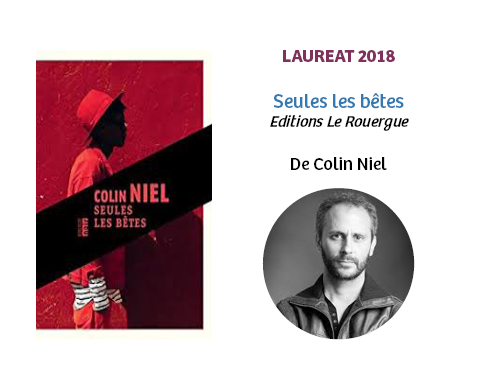 LAUREAT 2018
Seules les bêtes
Editions Le Rouergue
De Colin Niel
COLIN NIEL
SEULES
LES BÊTES